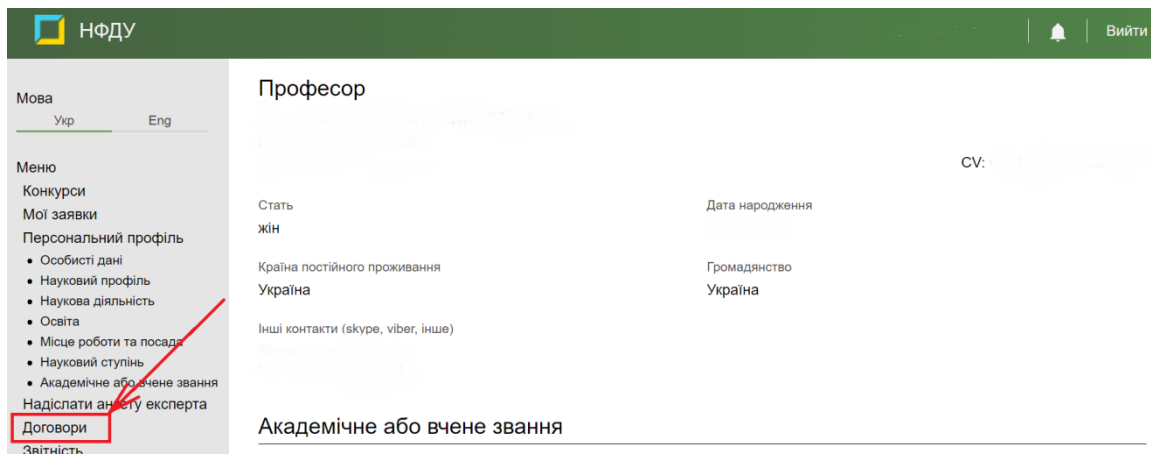 НФДУ
Вийти
Мова
Укр Eng
Меню
Конкурси
Мої заявки
Персональний профіль
Особисті дані
Науковий профіль
Наукова діяльність
Освіта
Місце роботи та посада
Науковий ступінь
Академічне або вчене звання
Надіслати анкету експерта
Договори
Звітність
Професор
CV:
Стать Дата народження
жін
Країна постійного проживання Громадянство
Україна Україна
Інші контакти (skype, viber, інше)
Академічне або вчене звання